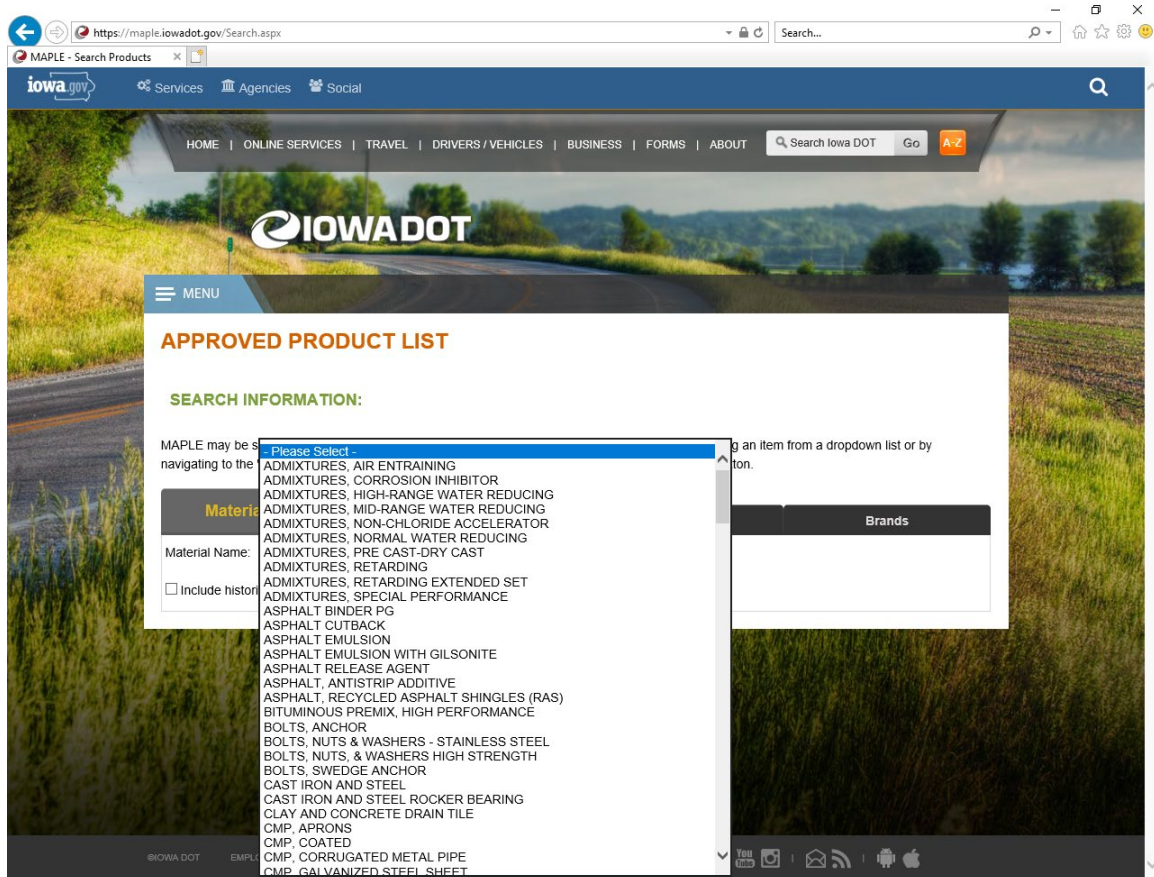 https://maple.iowadot.gov/Search.aspx
Search...
MAPLE - Search Products
iowa.gov
Services
Agencies
Social
HOME | ONLINE SERVICES | TRAVEL | DRIVERS / VEHICLES | BUSINESS | FORMS | ABOUT
Search Iowa DOT
Go
A-Z
IOWADOT
MENU
APPROVED PRODUCT LIST
SEARCH INFORMATION:
MAPLE may be s
g an item from a dropdown list or by
navigating to the "
ton.
Materia
Brands
Material Name:
Include histori
- Please Select -
ADMIXTURES, AIR ENTRAINING
ADMIXTURES, CORROSION INHIBITOR
ADMIXTURES, HIGH-RANGE WATER REDUCING
ADMIXTURES, MID-RANGE WATER REDUCING
ADMIXTURES, NON-CHLORIDE ACCELERATOR
ADMIXTURES, NORMAL WATER REDUCING
ADMIXTURES, PRE CAST-DRY CAST
ADMIXTURES, RETARDING
ADMIXTURES, RETARDING EXTENDED SET
ADMIXTURES, SPECIAL PERFORMANCE
ASPHALT BINDER PG
ASPHALT CUTBACK
ASPHALT EMULSION
ASPHALT EMULSION WITH GILSONITE
ASPHALT RELEASE AGENT
ASPHALT, ANTISTRIP ADDITIVE
ASPHALT, RECYCLED ASPHALT SHINGLES (RAS)
BITUMINOUS PREMIX, HIGH PERFORMANCE
BOLTS, ANCHOR
BOLTS, NUTS & WASHERS - STAINLESS STEEL
BOLTS, NUTS, & WASHERS HIGH STRENGTH
BOLTS, SWEDGE ANCHOR
CAST IRON AND STEEL
CAST IRON AND STEEL ROCKER BEARING
CLAY AND CONCRETE DRAIN TILE
CMP, APRONS
CMP, COATED
CMP, CORRUGATED METAL PIPE
CMP, GALVANIZED STEEL SHEET
©IOWA DOT
EMPL
You Tube